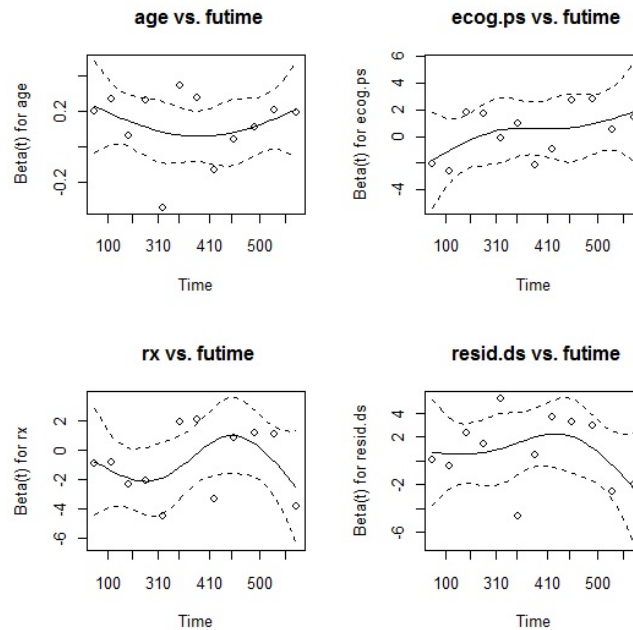 age vs. futime
Beta(t) for age
0.2
-0.2
100 310 410 500
Time
ecog.ps vs. futime
Beta(t) for ecog.ps
6
4
2
0
-4
100 310 410 500
Time
rx vs. futime
Beta(t) for rx
2
0
-2
-4
-6
100 310 410 500
Time
resid.ds vs. futime
Beta(t) for resid.ds
4
2
-2
-6
100 310 410 500
Time